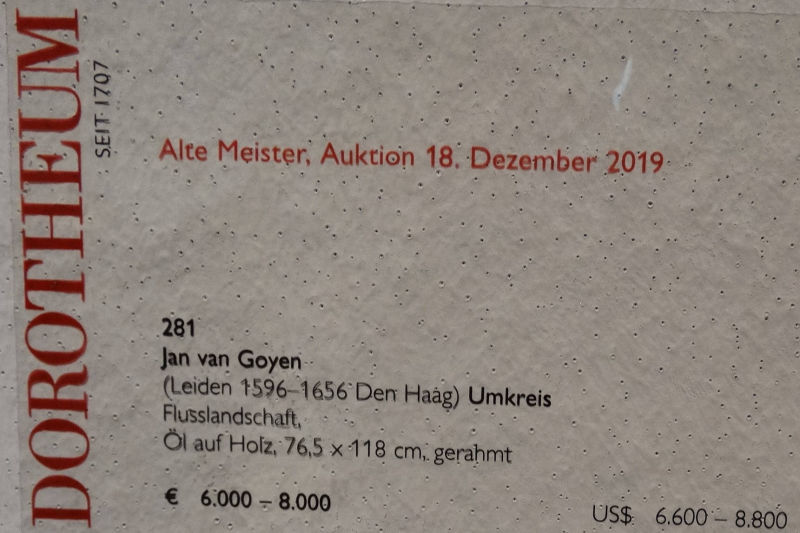 DOROTHEUM
SEIT 1707
Alte Meister, Auktion 18. Dezember 2019
281
Jan van Goyen
(Leiden 1596–1656 Den Haag) Umkreis
Flusslandschaft,
Öl auf Holz, 76,5 x 118 cm, gerahmt
€ 6.000 – 8.000
US$ 6.600 – 8.800